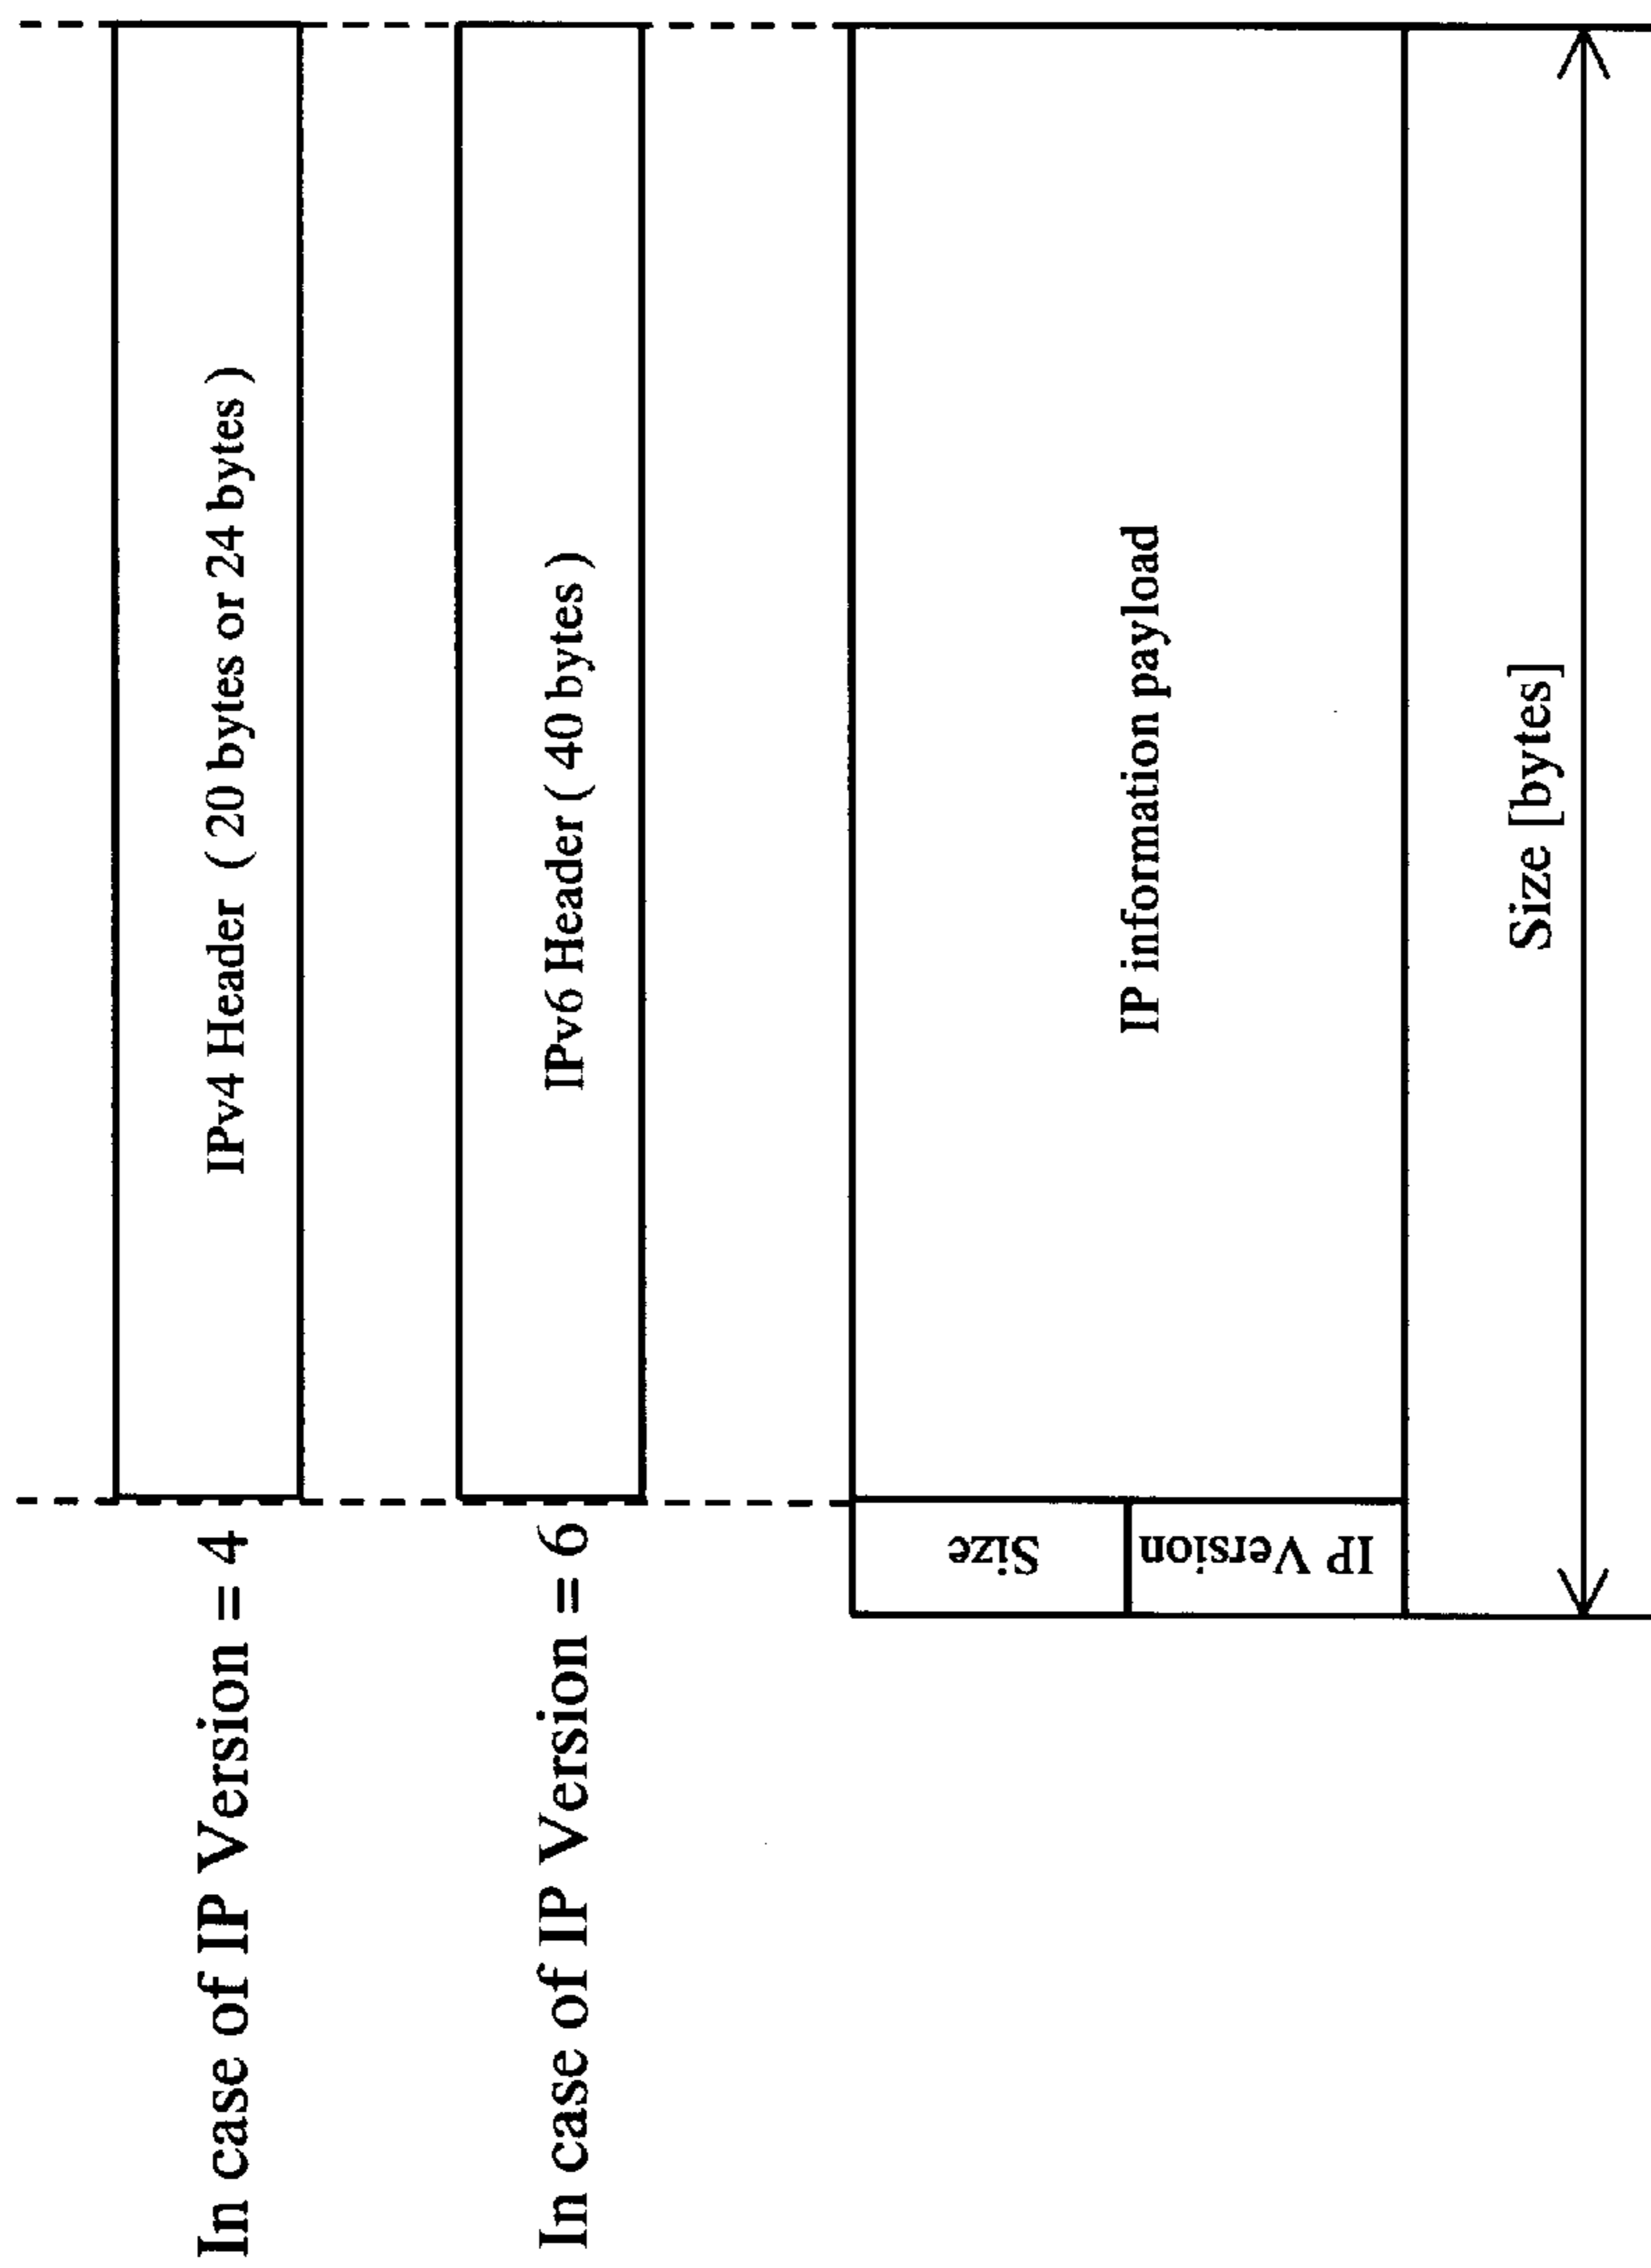 In case of IP Version = 4
IPv4 Header ( 20 bytes or 24 bytes )
In case of IP Version = 6
IPv6 Header ( 40 bytes )
Size
IP Version
IP information payload
Size [bytes]